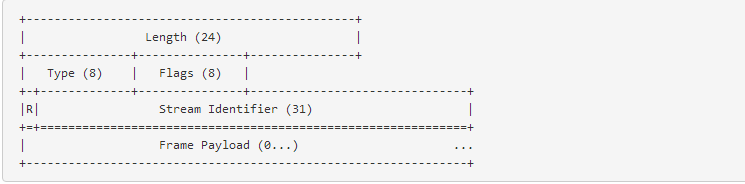 +-----------------------------------------------+
|                 Length (24)                   |
+---------------+---------------+---------------+
|   Type (8)    |   Flags (8)   |
+-+-------------+---------------+-------------------------------+
|R|                 Stream Identifier (31)                      |
+=+=============================================================+
|                   Frame Payload (0...)                      ...
+---------------------------------------------------------------+